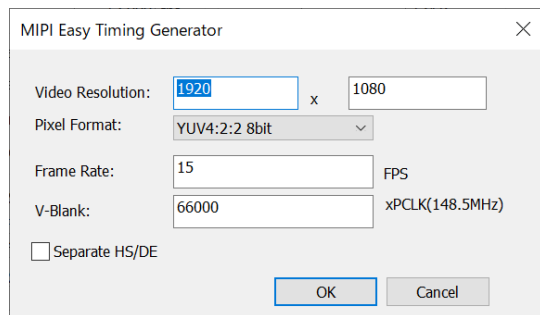 MIPI Easy Timing Generator
Video Resolution: 1920 x 1080
Pixel Format: YUV4:2:2 8bit
Frame Rate: 15 FPS
V-Blank: 66000 xPCLK(148.5MHz)
Separate HS/DE
OK Cancel